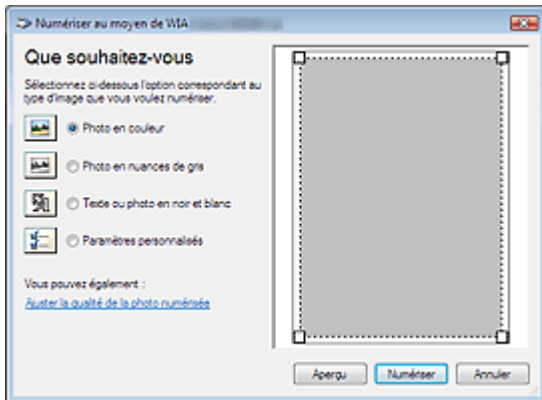 Numériser au moyen de WIA
Que souhaitez-vous
Sélectionnez ci-dessous l'option correspondant au
type d'image que vous voulez numériser.
Photo en couleur
Photo en nuances de gris
Texte ou photo en noir et blanc
Paramètres personnalisés
Vous pouvez également :
Ajuster la qualité de la photo numérisée
Aperçu
Numériser
Annuler